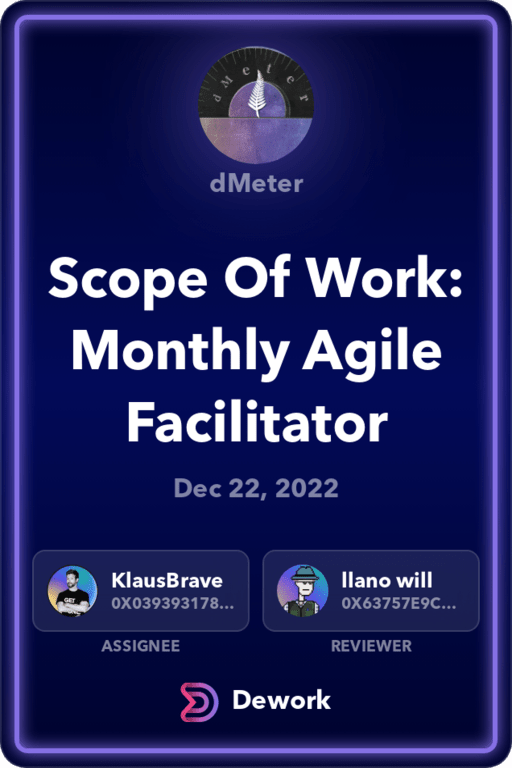 dMeter
dMeter
Scope Of Work:
Monthly Agile
Facilitator
Dec 22, 2022
KlausBrave
0X039393178...
llano will
0X63757E9C...
ASSIGNEE
REVIEWER
Dework